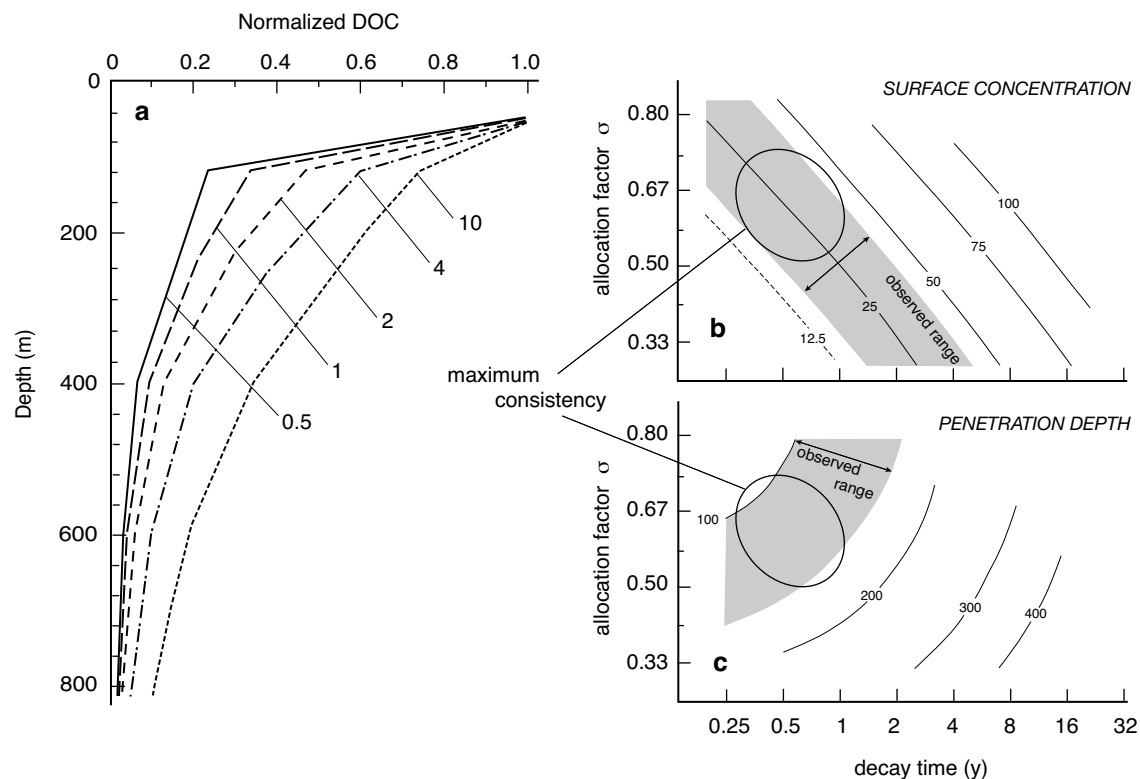 Normalized DOC
0 0.2 0.4 0.6 0.8 1.0
0
200
400
600
800
Depth (m)
a
10
4
2
1
0.5
maximum
consistency
SURFACE CONCENTRATION
0.80
0.67
0.50
0.33
allocation factor σ
b
100
75
50
25
12.5
observed range
PENETRATION DEPTH
0.80
0.67
0.50
0.33
allocation factor σ
c
observed
range
100
200
300
400
0.25 0.5 1 2 4 8 16 32
decay time (y)